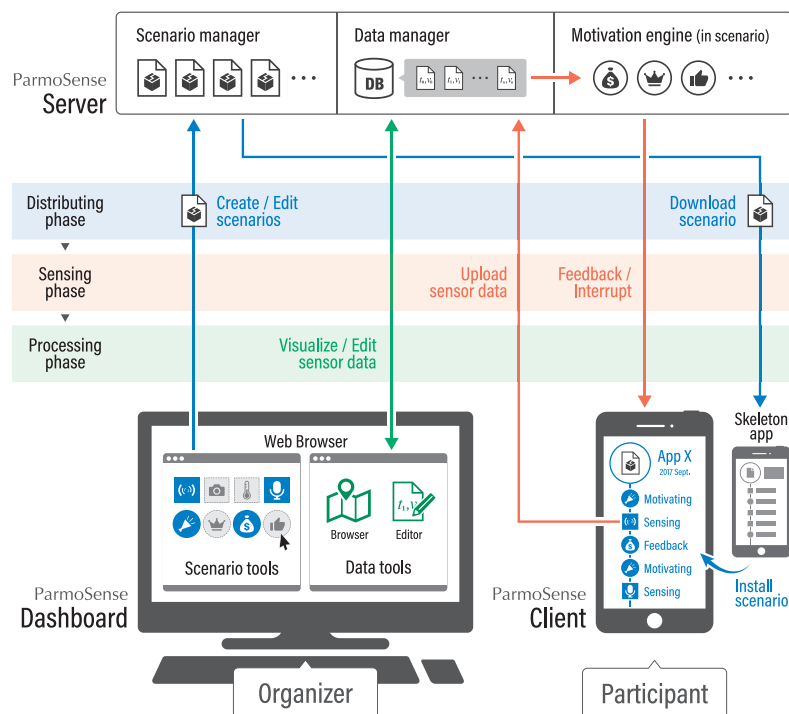 Scenario manager
Data manager
Motivation engine (in scenario)
ParmoSense
Server
DB
Distributing
phase
Create / Edit
scenarios
Download
scenario
Sensing
phase
Upload
sensor data
Feedback /
Interrupt
Processing
phase
Visualize / Edit
sensor data
Web Browser
Scenario tools
Browser
Editor
Data tools
ParmoSense
Dashboard
Organizer
App X
2017 Sept.
Motivating
Sensing
Feedback
Motivating
Sensing
Skeleton
app
Install
scenario
ParmoSense
Client
Participant